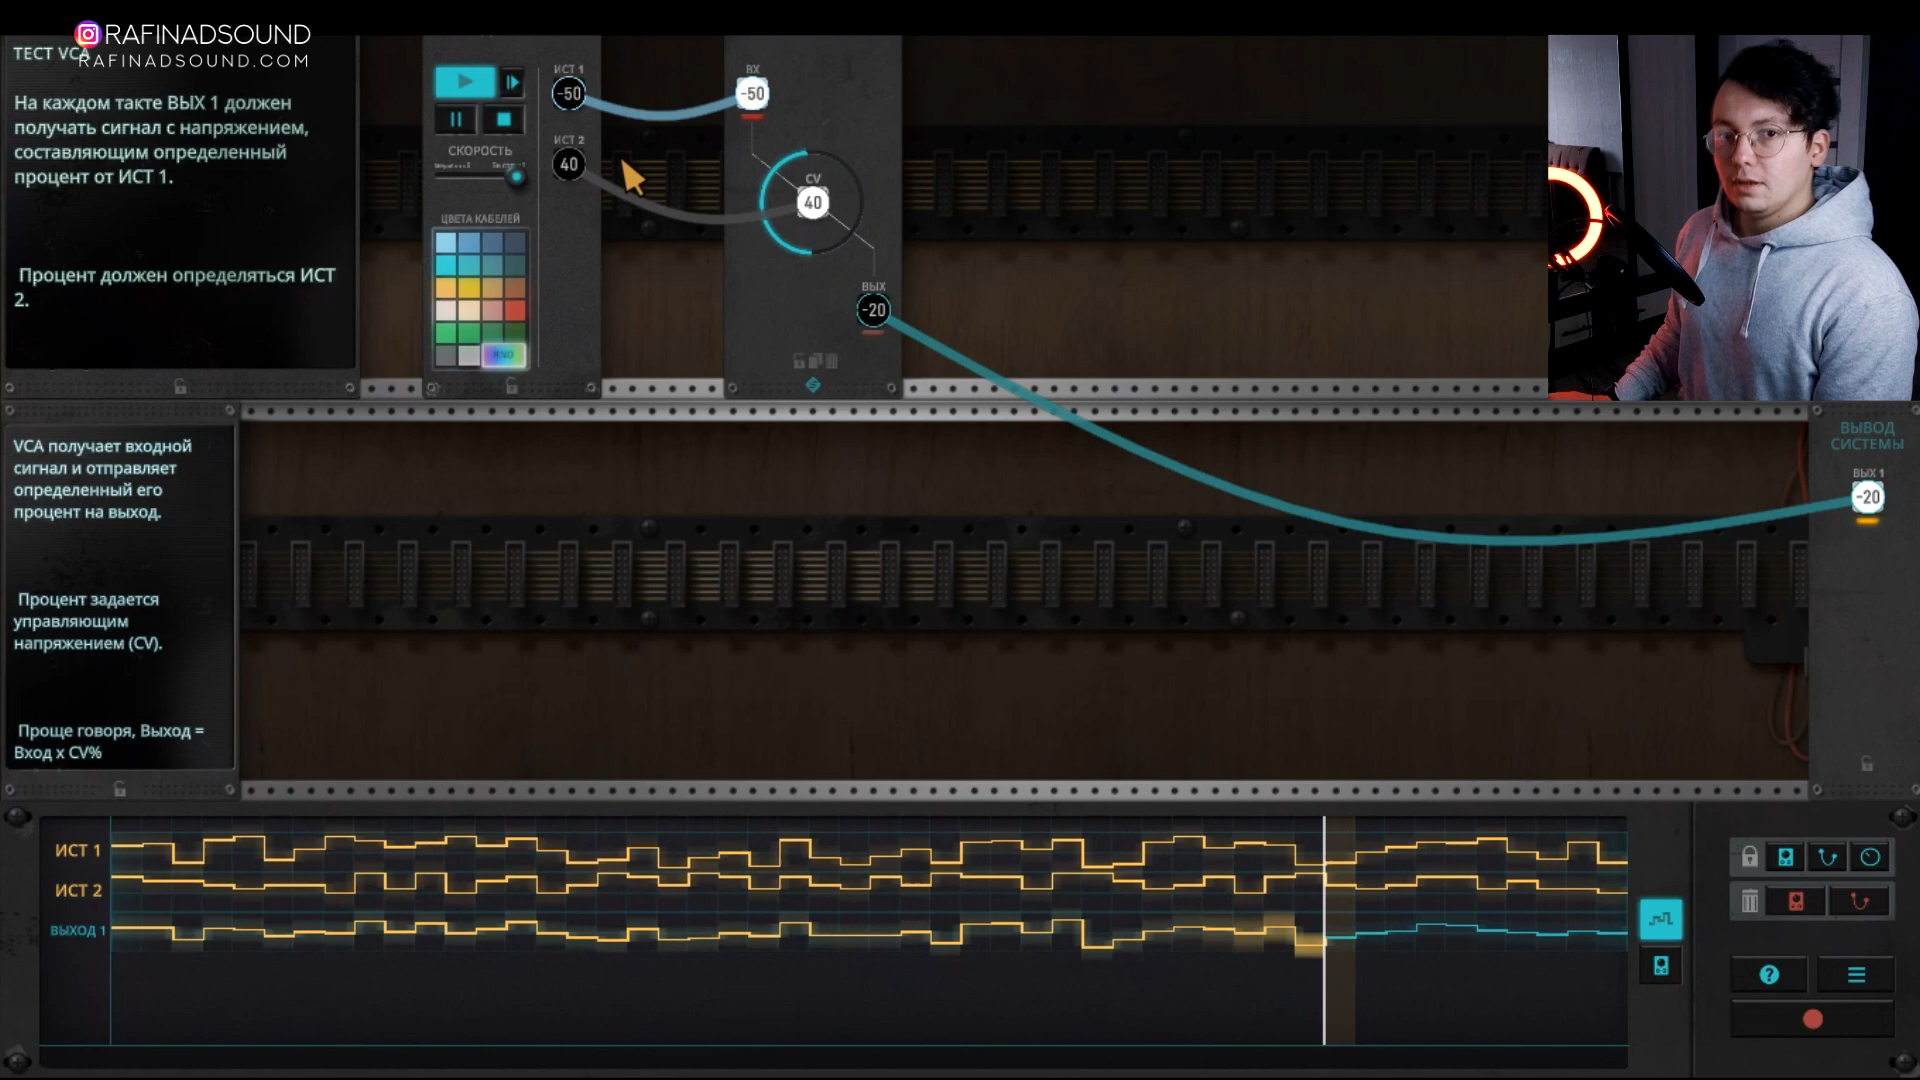 RAFINADSOUND
RAFINADSOUND.COM
ТЕСТ VCA
На каждом такте ВЫХ 1 должен
получать сигнал с напряжением,
составляющим определенный
процент от ИСТ 1.
Процент должен определяться ИСТ
2.
СКОРОСТЬ
ЦВЕТА КАБЕЛЕЙ
RND
ИСТ 1
-50
ИСТ 2
40
ВХ
-50
CV
40
ВЫХ
-20
VCA получает входной
сигнал и отправляет
определенный его
процент на выход.
Процент задается
управляющим
напряжением (CV).
Проще говоря, Выход =
Вход x CV%
ВЫВОД
СИСТЕМЫ
ВЫХ 1
-20
ИСТ 1
ИСТ 2
ВЫХОД 1
?